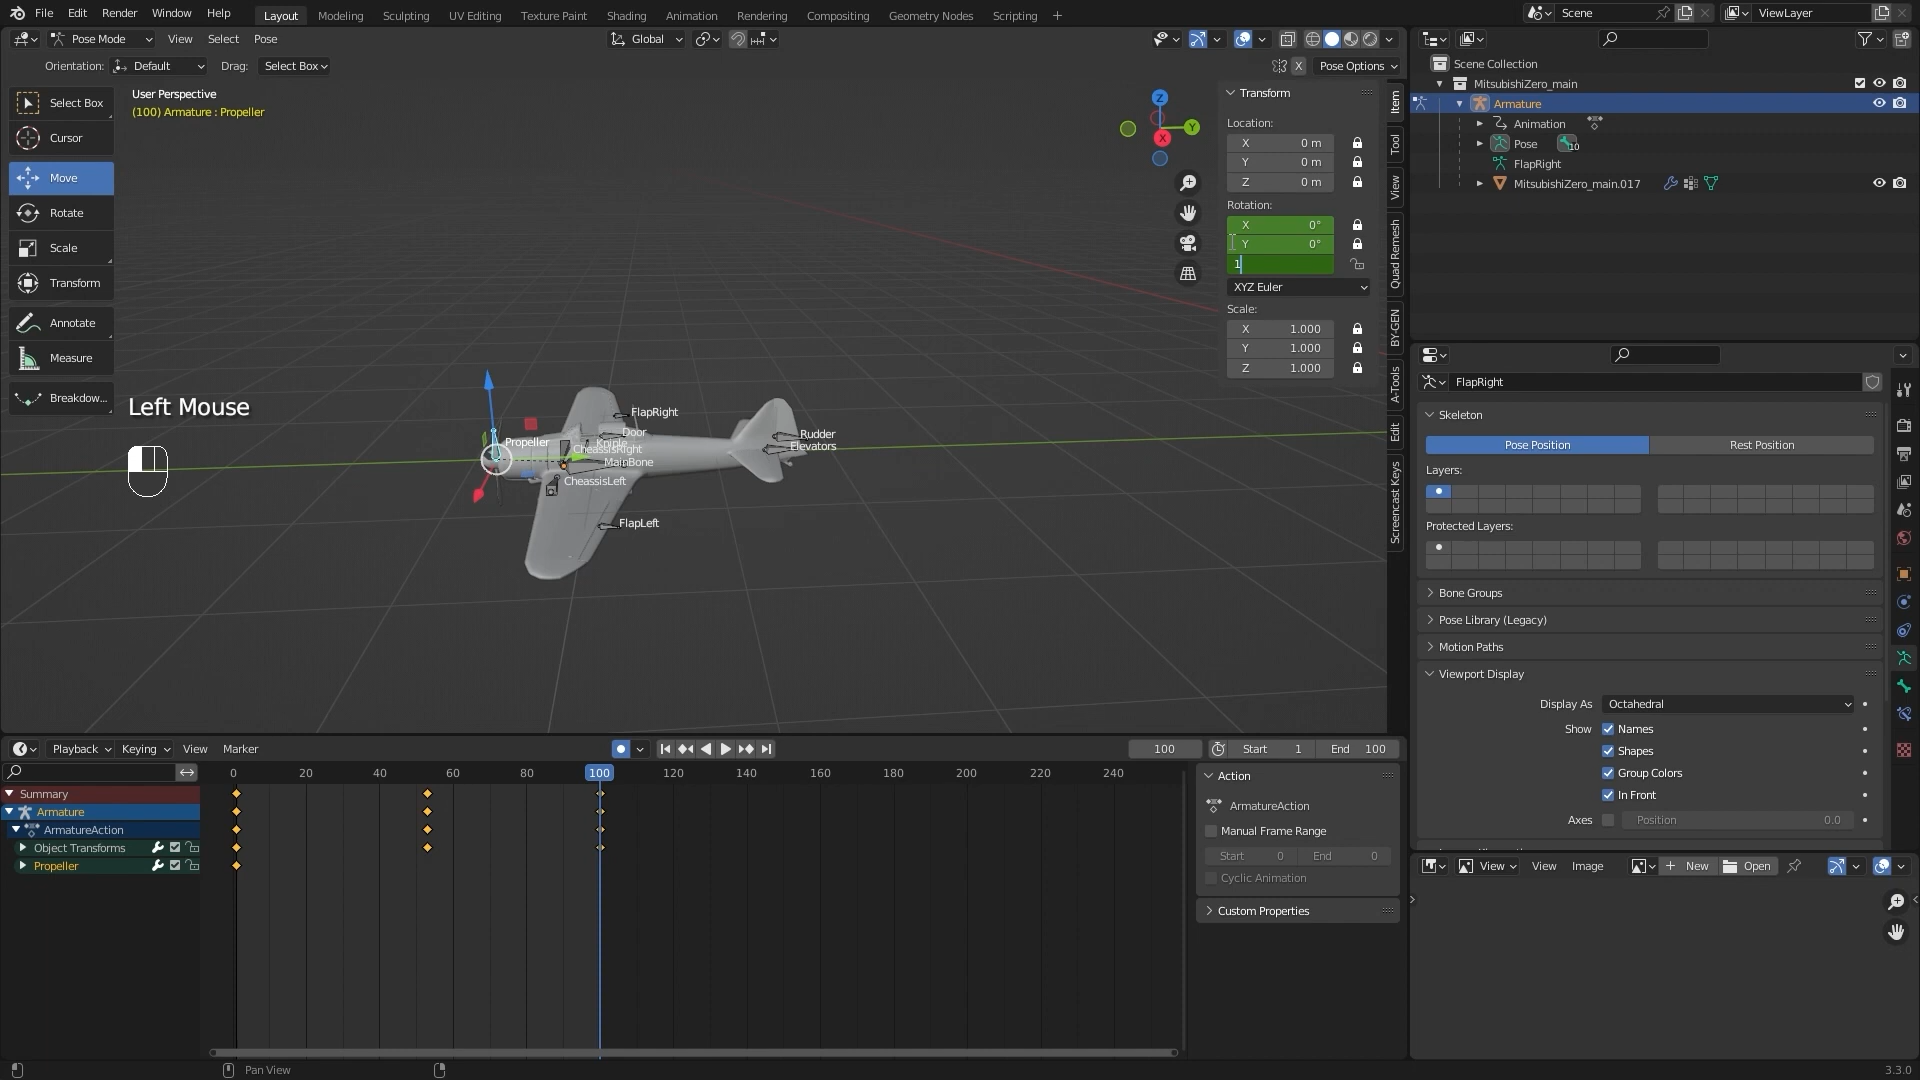 File Edit Render Window Help Layout Modeling Sculpting UV Editing Texture Paint Shading Animation Rendering Compositing Geometry Nodes Scripting + Scene ViewLayer
Pose Mode View Select Pose Global
Orientation: Default Drag: Select Box X Pose Options
User Perspective
(100) Armature : Propeller
Select Box
Cursor
Move
Rotate
Scale
Transform
Annotate
Measure
Breakdow...
Left Mouse
Z
Y
X
FlapRight
Door
Propeller
CheassisRight
MainBone
CheassisLeft
FlapLeft
Rudder
Elevators
Transform
Location:
X 0 m
Y 0 m
Z 0 m
Rotation:
X 0°
Y 0°
1
XYZ Euler
Scale:
X 1.000
Y 1.000
Z 1.000
Item
Tool
View
Quad Remesh
BY-GEN
A-Tools
Edit
Screencast Keys
Scene Collection
MitsubishiZero_main
Armature
Animation
Pose 10
FlapRight
MitsubishiZero_main.017
FlapRight
Skeleton
Pose Position Rest Position
Layers:
Protected Layers:
Bone Groups
Pose Library (Legacy)
Motion Paths
Viewport Display
Display As Octahedral
Show Names
Shapes
Group Colors
In Front
Axes Position 0.0
Playback Keying View Marker 100 Start 1 End 100
0 20 40 60 80 100 120 140 160 180 200 220 240
Summary
Armature
ArmatureAction
Object Transforms
Propeller
Action
ArmatureAction
Manual Frame Range
Start 0 End 0
Cyclic Animation
Custom Properties
View View Image New Open
Pan View 3.3.0